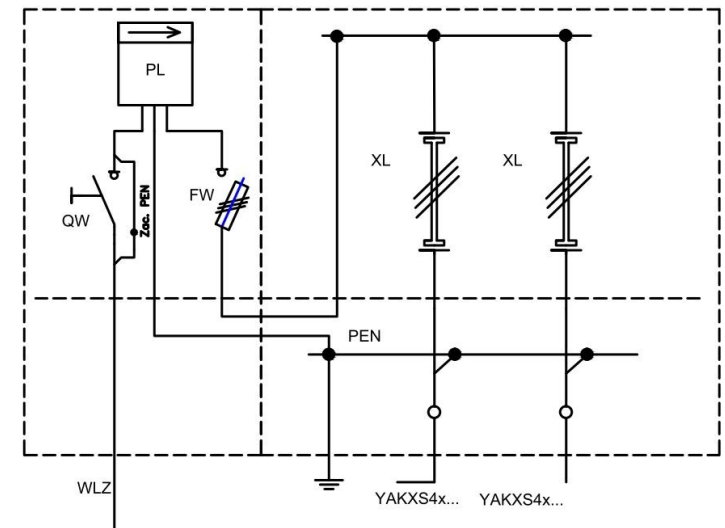 PL
XL
XL
FW
QW
Zac. PEN
PEN
WLZ
YAKXS4x...
YAKXS4x...